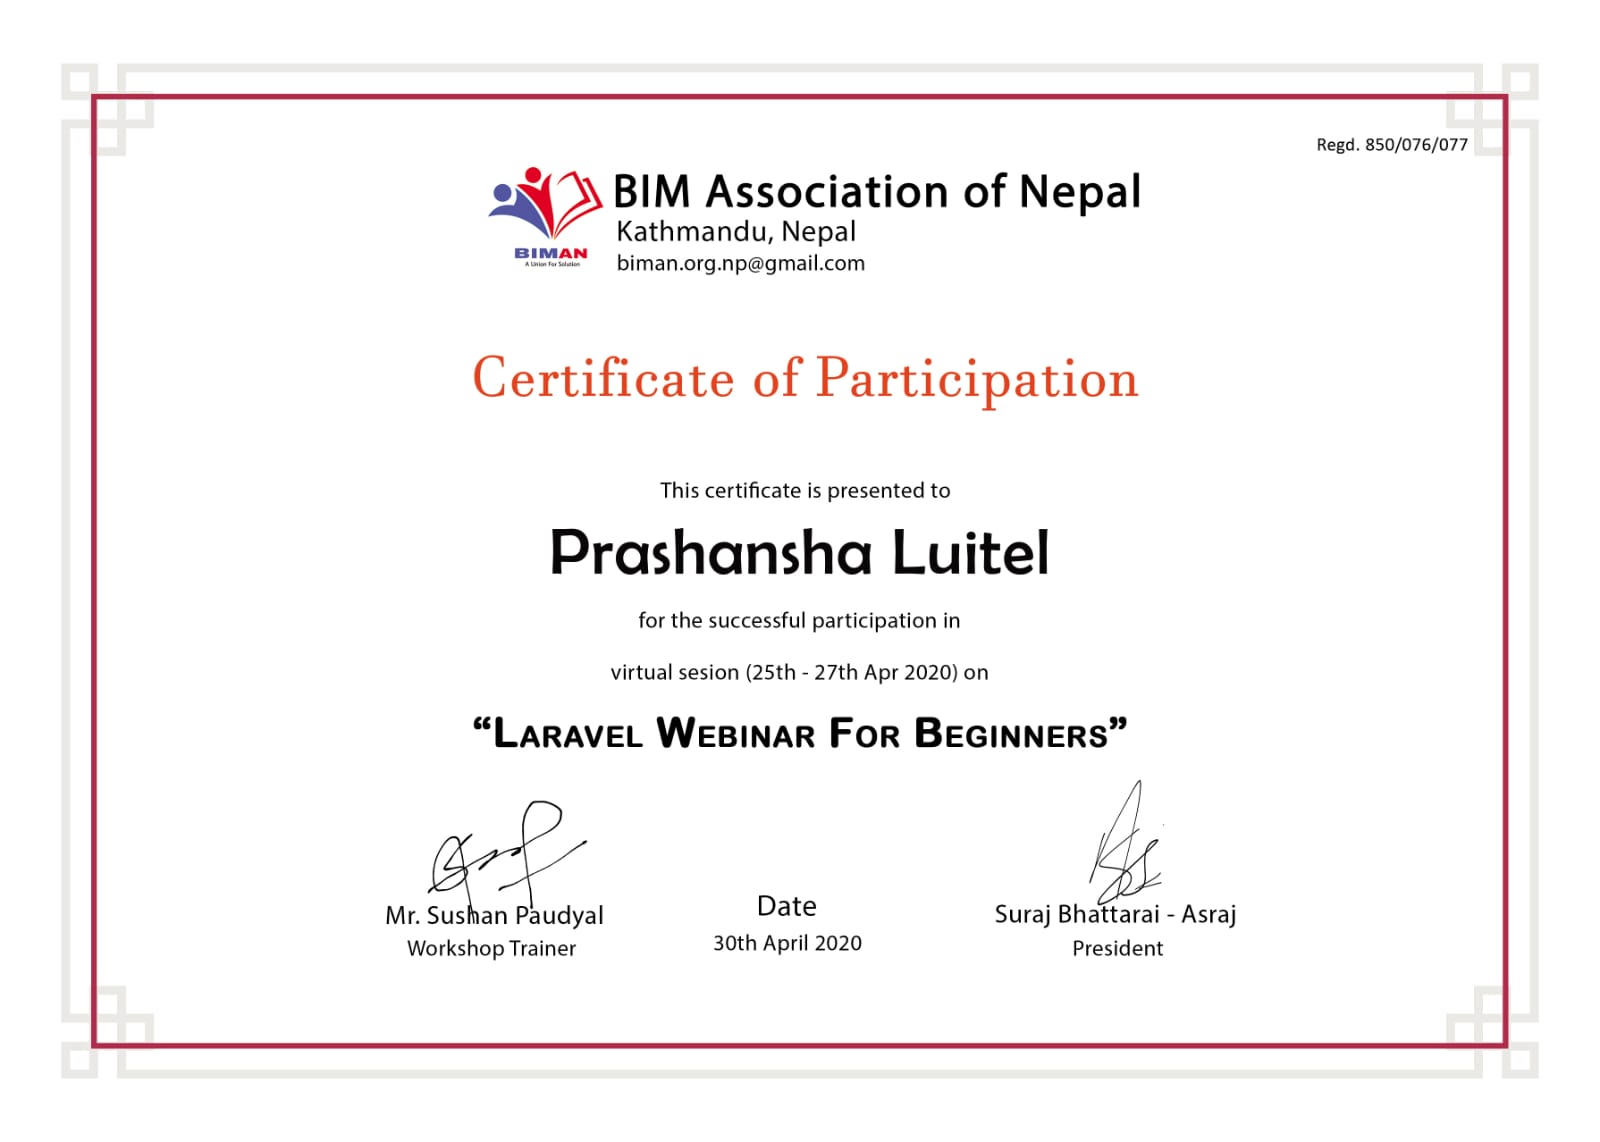 Regd. 850/076/077
BIM Association of Nepal
Kathmandu, Nepal
biman.org.np@gmail.com
BIMAN
A Union For Solution
Certificate of Participation
This certificate is presented to
Prashansha Luitel
for the successful participation in
virtual sesion (25th - 27th Apr 2020) on
“Laravel Webinar For Beginners”
Mr. Sushan Paudyal
Workshop Trainer
Date
30th April 2020
Suraj Bhattarai - Asraj
President